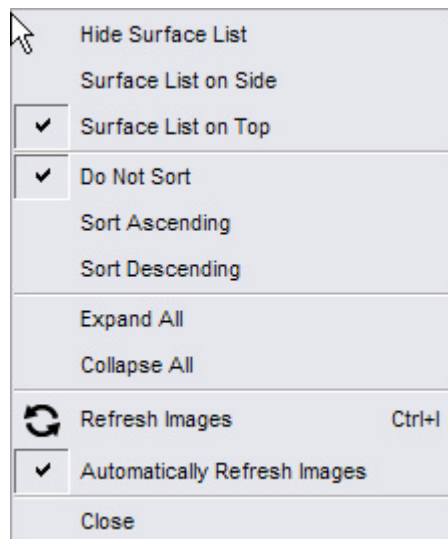 Hide Surface List
Surface List on Side
Surface List on Top
Do Not Sort
Sort Ascending
Sort Descending
Expand All
Collapse All
Refresh Images Ctrl+I
Automatically Refresh Images
Close